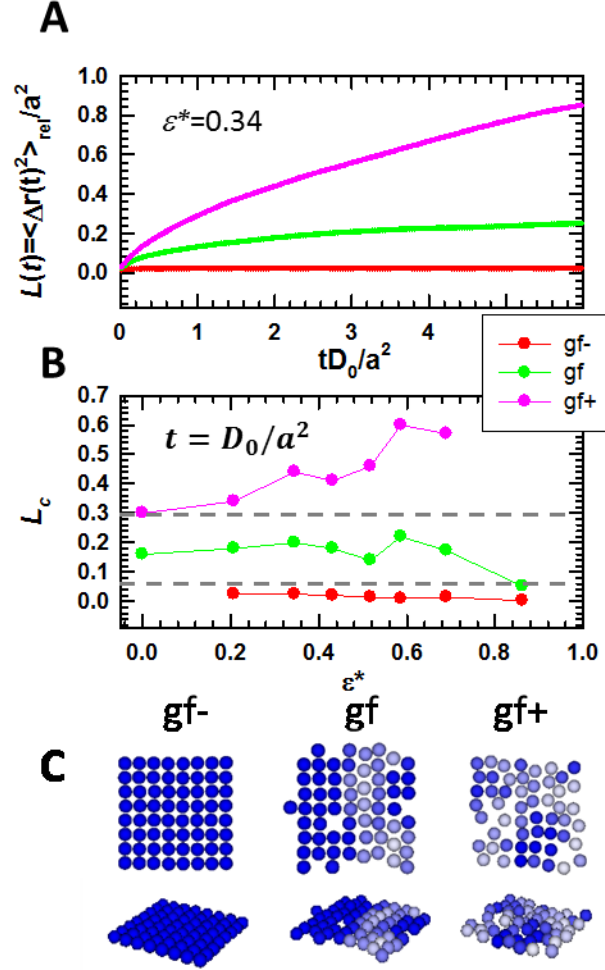 A
1.0
0.8
0.6
0.4
0.2
0.0
ε*=0.34
L(t)=<Δr(t)²>rel/a²
0 1 2 3 4
tD₀/a²
gf-
gf
gf+
B
0.7
0.6
0.5
0.4
0.3
0.2
0.1
0.0
t = D₀/a²
Lc
0.0 0.2 0.4 0.6 0.8 1.0
ε*
gf- gf gf+
C